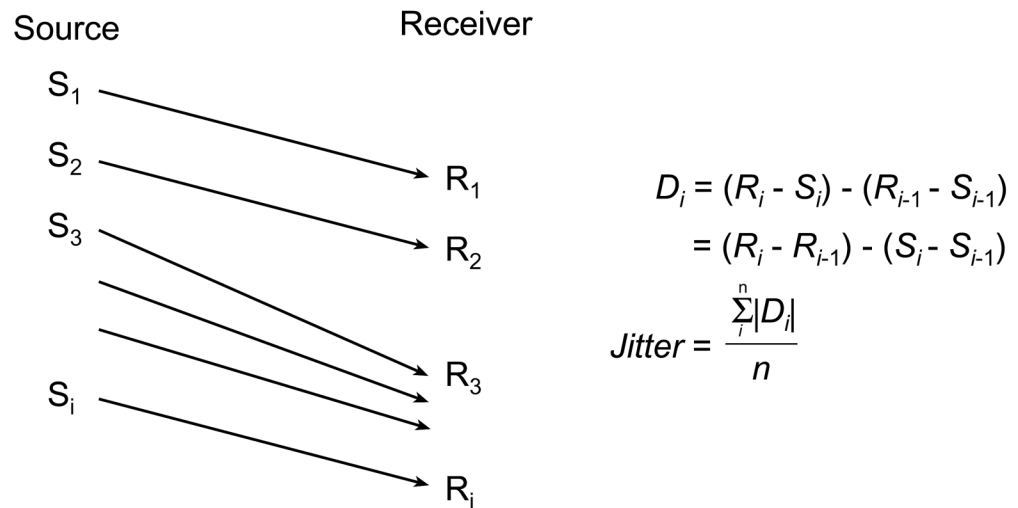 Source
Receiver
S₁
S₂
S₃
Sᵢ
R₁
R₂
R₃
Rᵢ
Dᵢ = (Rᵢ - Sᵢ) - (Rᵢ₋₁ - Sᵢ₋₁)
= (Rᵢ - Rᵢ₋₁) - (Sᵢ - Sᵢ₋₁)
n
Σ|Dᵢ|
i
Jitter =
n